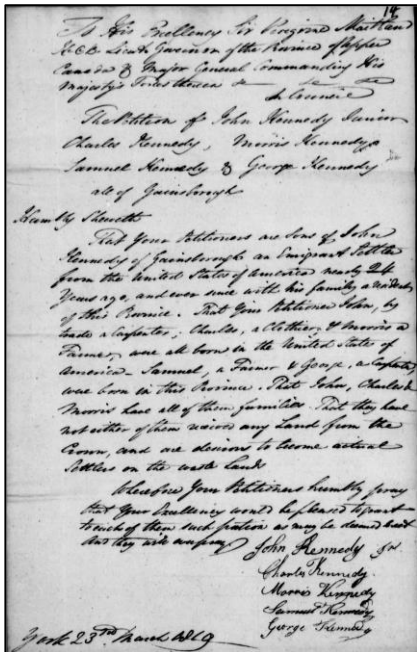 14
To His Excellency Sir Peregrine Maitland
K.C.B. Lieut. Governor of the Province of Upper
Canada & Major General Commanding His
Majesty's Forces therein &c &c &c
In Council
The Petition of John Kennedy Junior
Charles Kennedy, Morris Kennedy,
Samuel Kennedy & George Kennedy
all of Gainsborough
Humbly Sheweth
That Your Petitioners are Sons of John
Kennedy of Gainsborough an Emigrant Settler
from the United States of America nearly 24
Years ago, and ever since with his family a resident
of this Province. That Your Petitioner John, by
trade a Carpenter, Charles, a Clothier, & Morris a
Farmer, were all born in the United States of
America – Samuel, a Farmer & George, a Carpenter,
were born in this Province. That John, Charles &
Morris have all of them families. That they have
not either of them received any Land from the
Crown, and are desirous to become actual
Settlers on the waste Lands
Wherefore Your Petitioners humbly pray
that Your Excellency would be pleased to grant
to each of them such portion as may be deemed meet
And they will ever pray
John Kennedy Jnr.
Charles Kennedy.
Morris Kennedy
Samuel Kennedy
George Kennedy
York 23rd March 1819